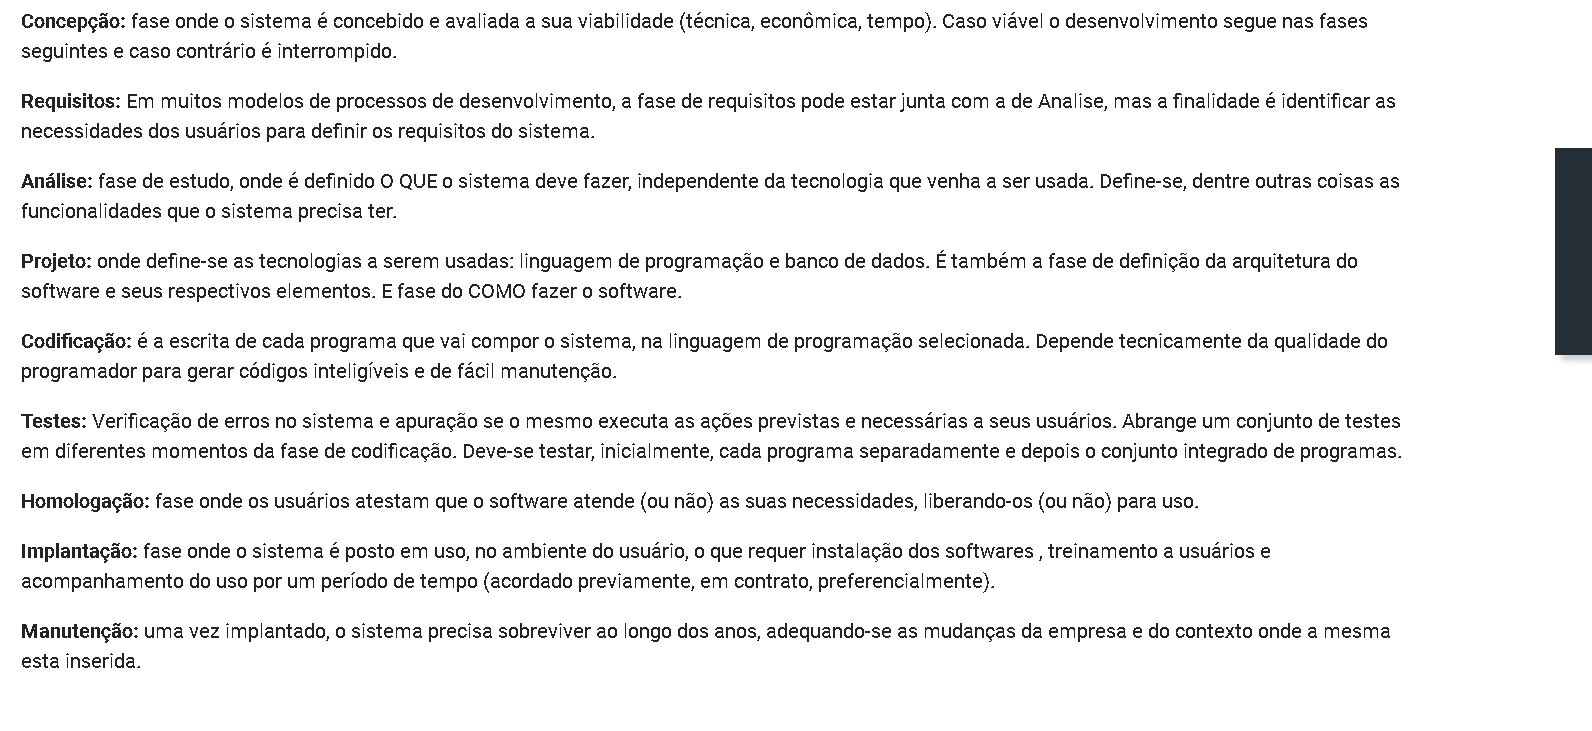 Concepção: fase onde o sistema é concebido e avaliada a sua viabilidade (técnica, econômica, tempo). Caso viável o desenvolvimento segue nas fases
seguintes e caso contrário é interrompido.
Requisitos: Em muitos modelos de processos de desenvolvimento, a fase de requisitos pode estar junta com a de Analise, mas a finalidade é identificar as
necessidades dos usuários para definir os requisitos do sistema.
Análise: fase de estudo, onde é definido O QUE o sistema deve fazer, independente da tecnologia que venha a ser usada. Define-se, dentre outras coisas as
funcionalidades que o sistema precisa ter.
Projeto: onde define-se as tecnologias a serem usadas: linguagem de programação e banco de dados. É também a fase de definição da arquitetura do
software e seus respectivos elementos. E fase do COMO fazer o software.
Codificação: é a escrita de cada programa que vai compor o sistema, na linguagem de programação selecionada. Depende tecnicamente da qualidade do
programador para gerar códigos inteligíveis e de fácil manutenção.
Testes: Verificação de erros no sistema e apuração se o mesmo executa as ações previstas e necessárias a seus usuários. Abrange um conjunto de testes
em diferentes momentos da fase de codificação. Deve-se testar, inicialmente, cada programa separadamente e depois o conjunto integrado de programas.
Homologação: fase onde os usuários atestam que o software atende (ou não) as suas necessidades, liberando-os (ou não) para uso.
Implantação: fase onde o sistema é posto em uso, no ambiente do usuário, o que requer instalação dos softwares , treinamento a usuários e
acompanhamento do uso por um período de tempo (acordado previamente, em contrato, preferencialmente).
Manutenção: uma vez implantado, o sistema precisa sobreviver ao longo dos anos, adequando-se as mudanças da empresa e do contexto onde a mesma
esta inserida.